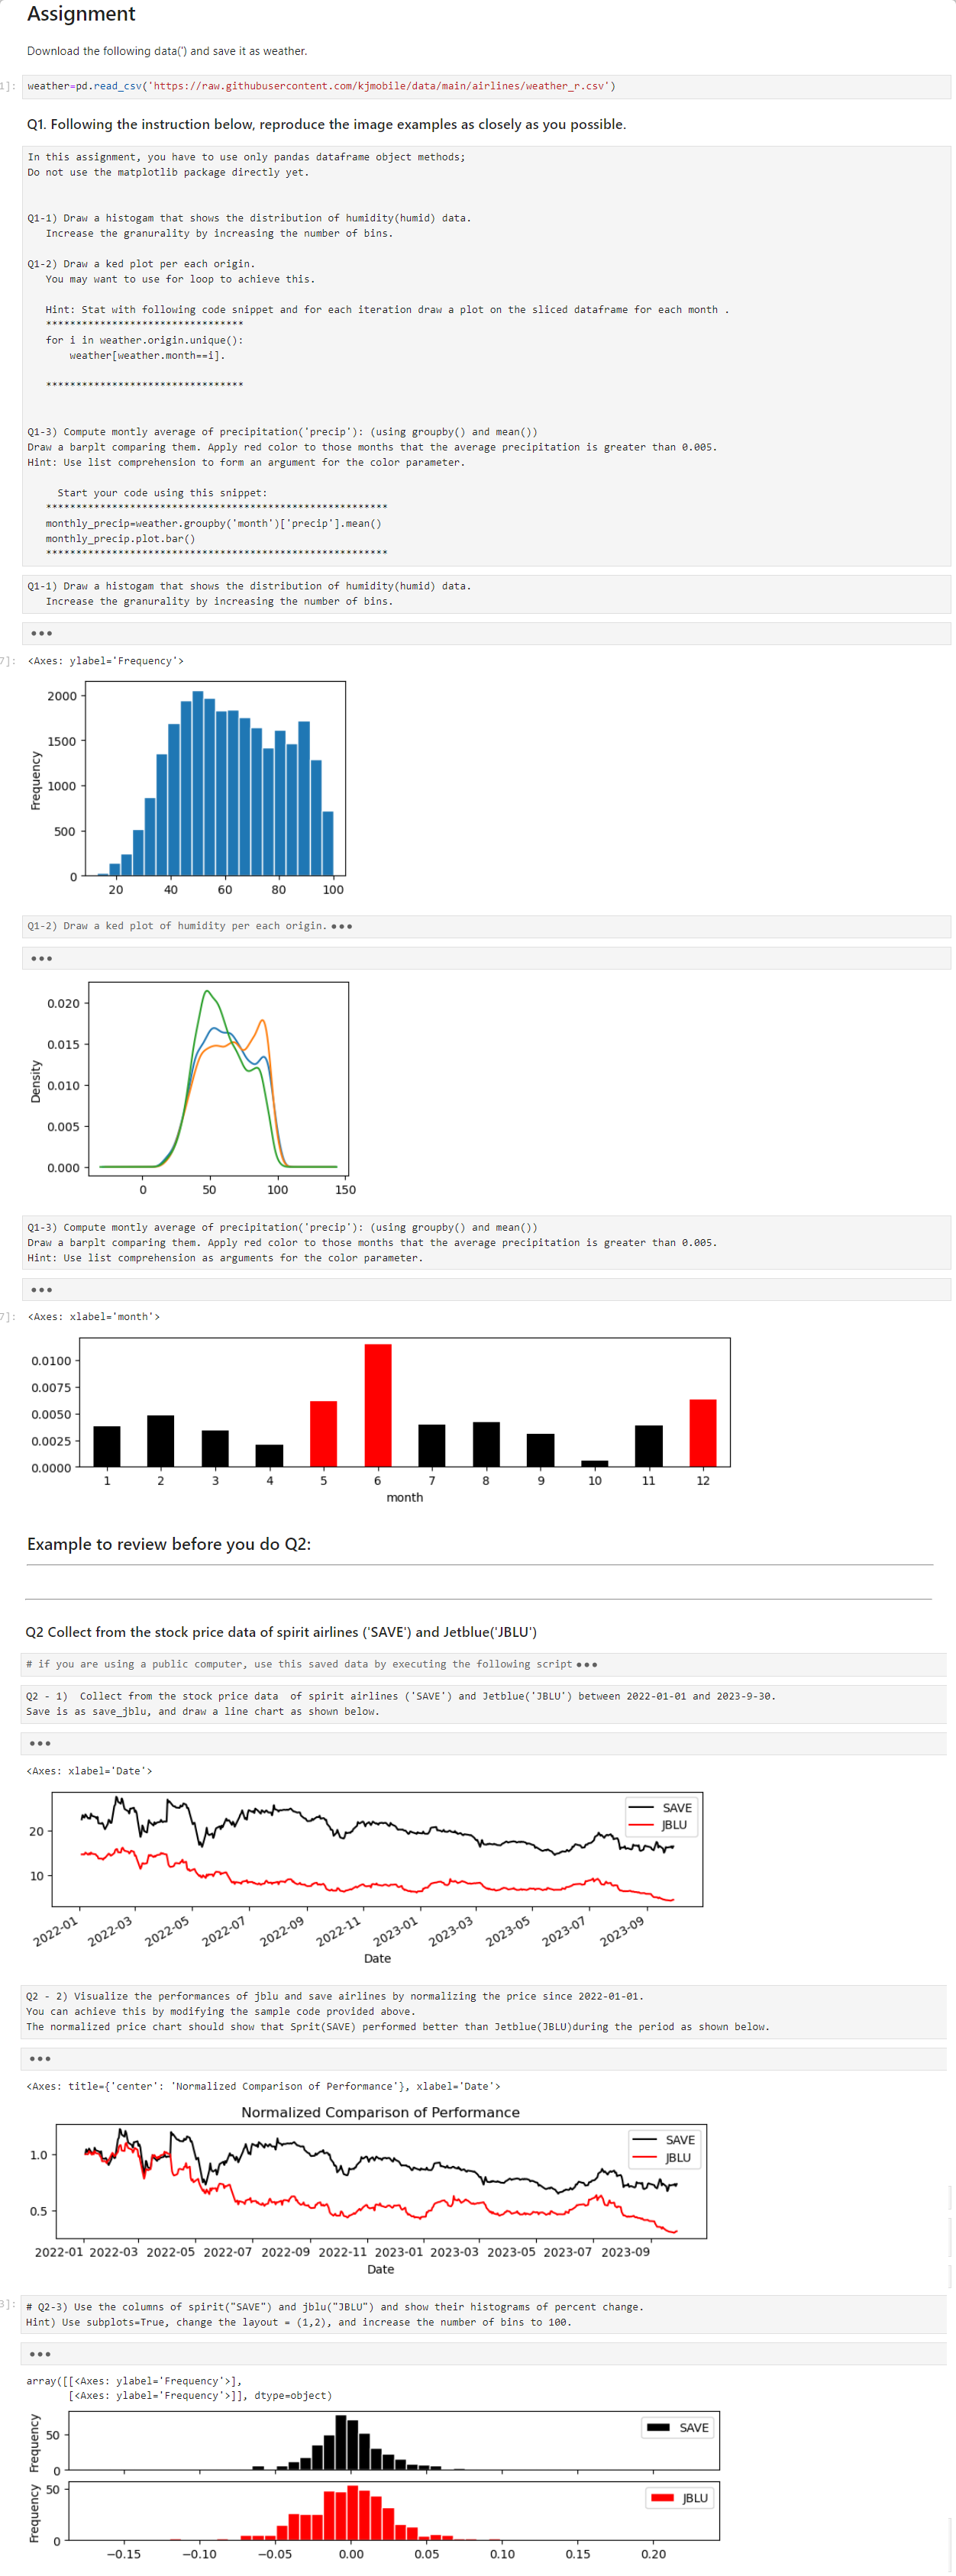 Assignment
Download the following data(') and save it as weather.
1]: weather=pd.read_csv('https://raw.githubusercontent.com/kjmobile/data/main/airlines/weather_r.csv')
Q1. Following the instruction below, reproduce the image examples as closely as you possible.
In this assignment, you have to use only pandas dataframe object methods;
Do not use the matplotlib package directly yet.
Q1-1) Draw a histogam that shows the distribution of humidity(humid) data.
Increase the granurality by increasing the number of bins.
Q1-2) Draw a ked plot per each origin.
You may want to use for loop to achieve this.
Hint: Stat with following code snippet and for each iteration draw a plot on the sliced dataframe for each month .
*********************************
for i in weather.origin.unique():
weather[weather.month==i].
*********************************
Q1-3) Compute montly average of precipitation('precip'): (using groupby() and mean())
Draw a barplt comparing them. Apply red color to those months that the average precipitation is greater than 0.005.
Hint: Use list comprehension to form an argument for the color parameter.
Start your code using this snippet:
*********************************************************
monthly_precip=weather.groupby('month')['precip'].mean()
monthly_precip.plot.bar()
*********************************************************
Q1-1) Draw a histogam that shows the distribution of humidity(humid) data.
Increase the granurality by increasing the number of bins.
•••
7]: <Axes: ylabel='Frequency'>
2000
1500
1000
500
0
Frequency
20 40 60 80 100
Q1-2) Draw a ked plot of humidity per each origin. •••
•••
0.020
0.015
0.010
0.005
0.000
Density
0 50 100 150
Q1-3) Compute montly average of precipitation('precip'): (using groupby() and mean())
Draw a barplt comparing them. Apply red color to those months that the average precipitation is greater than 0.005.
Hint: Use list comprehension as arguments for the color parameter.
•••
7]: <Axes: xlabel='month'>
0.0100
0.0075
0.0050
0.0025
0.0000
1 2 3 4 5 6 7 8 9 10 11 12
month
Example to review before you do Q2:
Q2 Collect from the stock price data of spirit airlines ('SAVE') and Jetblue('JBLU')
# if you are using a public computer, use this saved data by executing the following script •••
Q2 - 1)  Collect from the stock price data  of spirit airlines ('SAVE') and Jetblue('JBLU') between 2022-01-01 and 2023-9-30.
Save is as save_jblu, and draw a line chart as shown below.
•••
<Axes: xlabel='Date'>
SAVE
JBLU
20
10
2022-01 2022-03 2022-05 2022-07 2022-09 2022-11 2023-01 2023-03 2023-05 2023-07 2023-09
Date
Q2 - 2) Visualize the performances of jblu and save airlines by normalizing the price since 2022-01-01.
You can achieve this by modifying the sample code provided above.
The normalized price chart should show that Sprit(SAVE) performed better than Jetblue(JBLU)during the period as shown below.
•••
<Axes: title={'center': 'Normalized Comparison of Performance'}, xlabel='Date'>
Normalized Comparison of Performance
SAVE
JBLU
1.0
0.5
2022-01 2022-03 2022-05 2022-07 2022-09 2022-11 2023-01 2023-03 2023-05 2023-07 2023-09
Date
3]: # Q2-3) Use the columns of spirit("SAVE") and jblu("JBLU") and show their histograms of percent change.
Hint) Use subplots=True, change the layout = (1,2), and increase the number of bins to 100.
•••
array([[<Axes: ylabel='Frequency'>],
[<Axes: ylabel='Frequency'>]], dtype=object)
Frequency
50
0
SAVE
Frequency
50
0
JBLU
−0.15 −0.10 −0.05 0.00 0.05 0.10 0.15 0.20